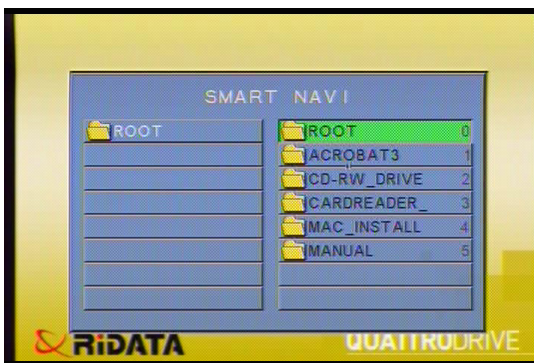 SMART NAVI
ROOT
ROOT 0
ACROBAT3 1
CD-RW_DRIVE 2
CARDREADER_ 3
MAC_INSTALL 4
MANUAL 5
RiDATA
QUATTRODRIVE